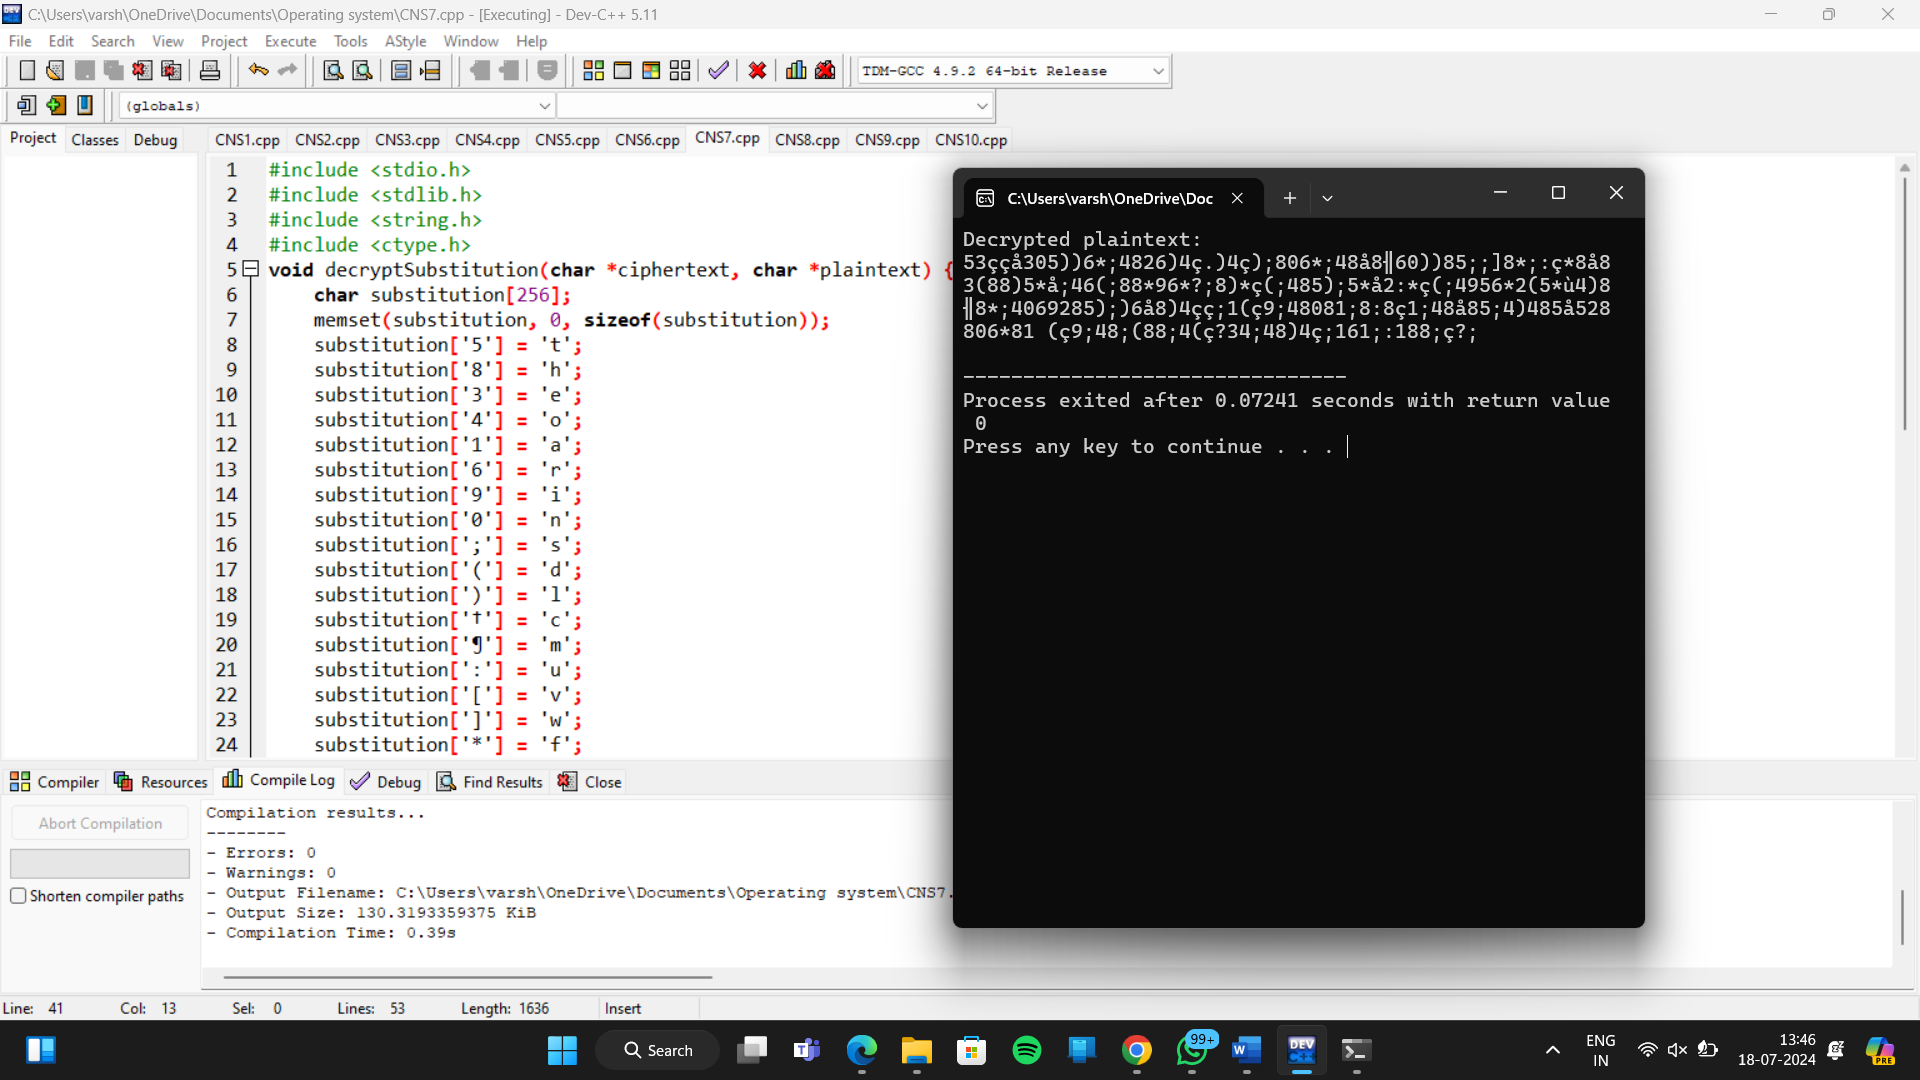 C:\Users\varsh\OneDrive\Documents\Operating system\CNS7.cpp - [Executing] - Dev-C++ 5.11
File Edit Search View Project Execute Tools AStyle Window Help
TDM-GCC 4.9.2 64-bit Release
(globals)
Project Classes Debug
CNS1.cpp CNS2.cpp CNS3.cpp CNS4.cpp CNS5.cpp CNS6.cpp CNS7.cpp CNS8.cpp CNS9.cpp CNS10.cpp
1 #include <stdio.h>
2 #include <stdlib.h>
3 #include <string.h>
4 #include <ctype.h>
5 void decryptSubstitution(char *ciphertext, char *plaintext) {
6 char substitution[256];
7 memset(substitution, 0, sizeof(substitution));
8 substitution['5'] = 't';
9 substitution['8'] = 'h';
10 substitution['3'] = 'e';
11 substitution['4'] = 'o';
12 substitution['1'] = 'a';
13 substitution['6'] = 'r';
14 substitution['9'] = 'i';
15 substitution['0'] = 'n';
16 substitution[';'] = 's';
17 substitution['('] = 'd';
18 substitution[')'] = 'l';
19 substitution['†'] = 'c';
20 substitution['¶'] = 'm';
21 substitution[':'] = 'u';
22 substitution['['] = 'v';
23 substitution[']'] = 'w';
24 substitution['*'] = 'f';
C:\Users\varsh\OneDrive\Doc
Decrypted plaintext:
53ççå305))6*;4826)4ç.)4ç);806*;48å8╢60))85;;]8*;:ç*8å8
3(88)5*å;46(;88*96*?;8)*ç(;485);5*å2:*ç(;4956*2(5*ù4)8
╢8*;4069285);)6å8)4çç;1(ç9;48081;8:8ç1;48å85;4)485å528
806*81 (ç9;48;(88;4(ç?34;48)4ç;161;:188;ç?;
--------------------------------
Process exited after 0.07241 seconds with return value
0
Press any key to continue . . .
Compiler Resources Compile Log Debug Find Results Close
Abort Compilation
Shorten compiler paths
Compilation results...
--------
- Errors: 0
- Warnings: 0
- Output Filename: C:\Users\varsh\OneDrive\Documents\Operating system\CNS7.
- Output Size: 130.3193359375 KiB
- Compilation Time: 0.39s
Line: 41 Col: 13 Sel: 0 Lines: 53 Length: 1636 Insert
Search
99+
DEV
ENG
IN
13:46
18-07-2024
PRE